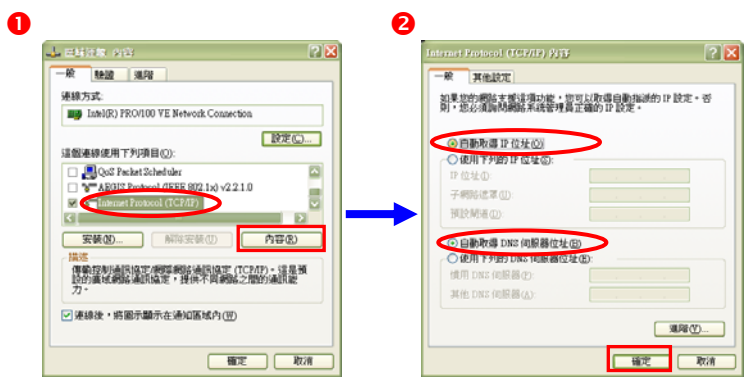 1
區域連線 內容
一般 驗證 進階
連線方式:
Intel(R) PRO/100 VE Network Connection
設定(C)...
這個連線使用下列項目(O):
QoS Packet Scheduler
AEGIS Protocol (IEEE 802.1x) v2.2.1.0
Internet Protocol (TCP/IP)
安裝(N)... 解除安裝(U) 內容(R)
描述
傳輸控制通訊協定/網際網路通訊協定 (TCP/IP)。這是預
設的廣域網路通訊協定，提供不同網路之間的通訊能
力。
連線後，將圖示顯示在通知區域內(W)
確定 取消
2
Internet Protocol (TCP/IP) 內容
一般 其他設定
如果您的網路支援這項功能，您可以取得自動指派的 IP 設定。否
則，您必須詢問網路系統管理員正確的 IP 設定。
自動取得 IP 位址(O)
使用下列的 IP 位址(S):
IP 位址(I):
子網路遮罩(U):
預設閘道(D):
自動取得 DNS 伺服器位址(B)
使用下列的 DNS 伺服器位址(E):
慣用 DNS 伺服器(P):
其他 DNS 伺服器(A):
進階(V)...
確定 取消